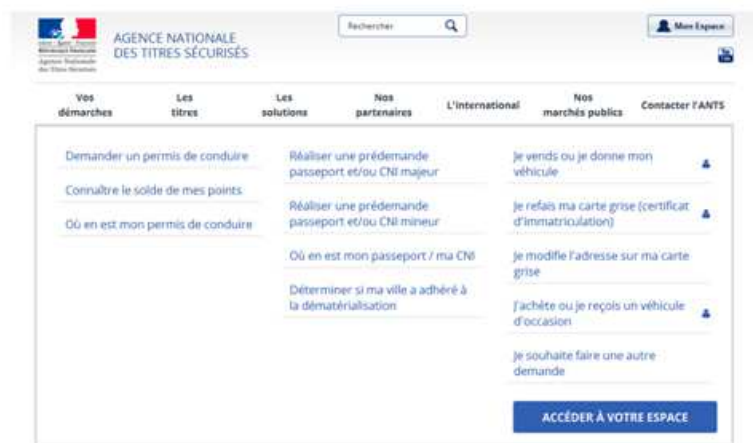 AGENCE NATIONALE
DES TITRES SÉCURISÉS
Rechercher
Mon Espace
Vos
démarches
Les
titres
Les
solutions
Nos
partenaires
L'international
Nos
marchés publics
Contacter l'ANTS
Demander un permis de conduire
Connaître le solde de mes points
Où en est mon permis de conduire
Réaliser une prédemande
passeport et/ou CNI majeur
Réaliser une prédemande
passeport et/ou CNI mineur
Où en est mon passeport / ma CNI
Déterminer si ma ville a adhéré à
la dématérialisation
Je vends ou je donne mon
véhicule
Je refais ma carte grise (certificat
d'immatriculation)
Je modifie l'adresse sur ma carte
grise
J'achète ou je reçois un véhicule
d'occasion
Je souhaite faire une autre
demande
ACCÉDER À VOTRE ESPACE